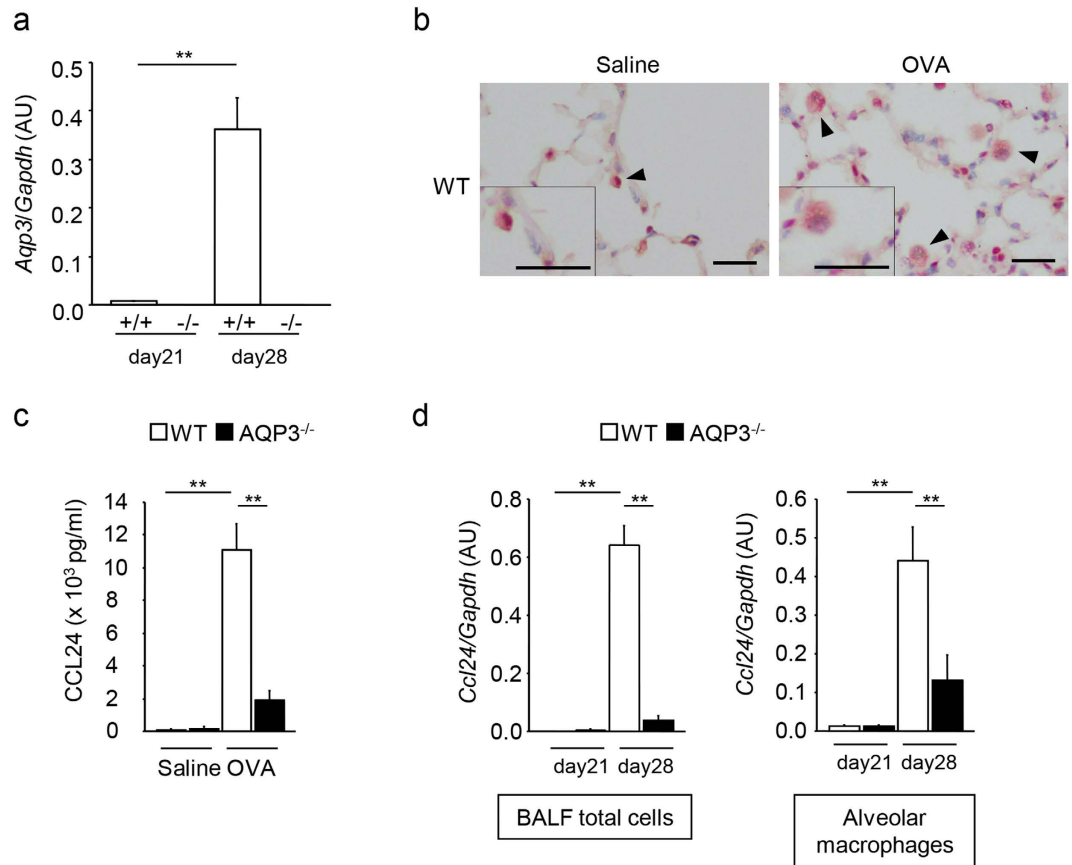 a
**
0.5
0.4
0.3
0.2
0.1
0.0
Aqp3/Gapdh (AU)
+/+ -/- +/+ -/-
day21 day28
b
Saline OVA
WT
c
WT AQP3-/-
** **
14
12
10
8
6
4
2
0
CCL24 (x 10³ pg/ml)
Saline OVA
d
WT AQP3-/-
** **
0.8
0.6
0.4
0.2
0.0
Ccl24/Gapdh (AU)
day21 day28
BALF total cells
** **
0.6
0.5
0.4
0.3
0.2
0.1
0.0
Ccl24/Gapdh (AU)
day21 day28
Alveolar
macrophages